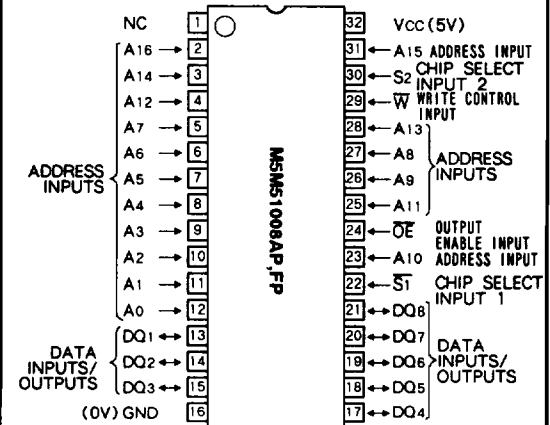 NC 1 32 Vcc (5V)
A16 2 31 A15 ADDRESS INPUT
A14 3 30 S2 CHIP SELECT INPUT 2
A12 4 29 W̅ WRITE CONTROL INPUT
A7 5 28 A13
A6 6 27 A8
A5 7 26 A9
A4 8 25 A11
ADDRESS INPUTS
ADDRESS INPUTS
A3 9 24 O̅E̅ OUTPUT ENABLE INPUT
A2 10 23 A10 ADDRESS INPUT
A1 11 22 S̅1̅ CHIP SELECT INPUT 1
A0 12 21 DQ8
DQ1 13 20 DQ7
DQ2 14 19 DQ6
DQ3 15 18 DQ5
DATA INPUTS/ OUTPUTS
DATA INPUTS/ OUTPUTS
(0V) GND 16 17 DQ4
M5M51008AP,FP